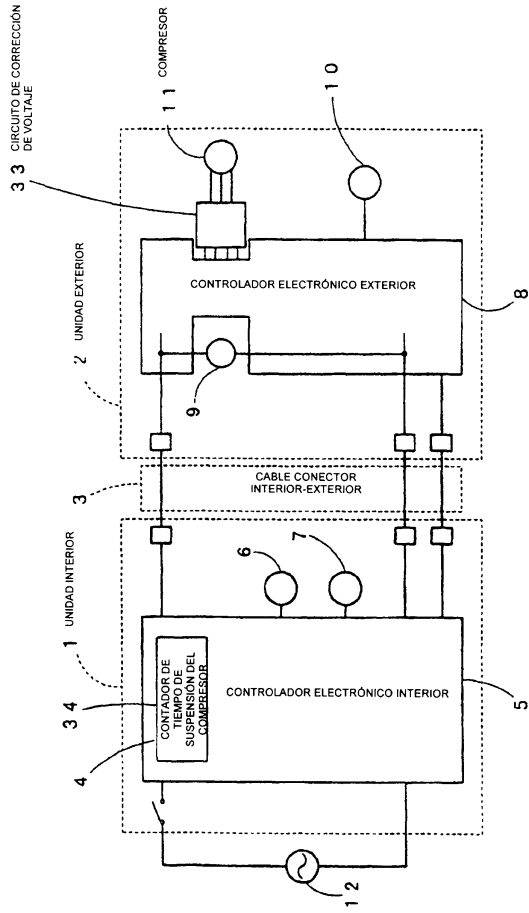 1 UNIDAD INTERIOR
2 UNIDAD EXTERIOR
33 CIRCUITO DE CORRECCIÓN
DE VOLTAJE
11 COMPRESOR
3
CABLE CONECTOR
INTERIOR-EXTERIOR
4
34
CONTADOR DE
TIEMPO DE
SUSPENSIÓN DEL
COMPRESOR
6
7
9
10
CONTROLADOR ELECTRÓNICO INTERIOR
CONTROLADOR ELECTRÓNICO EXTERIOR
12
5
8